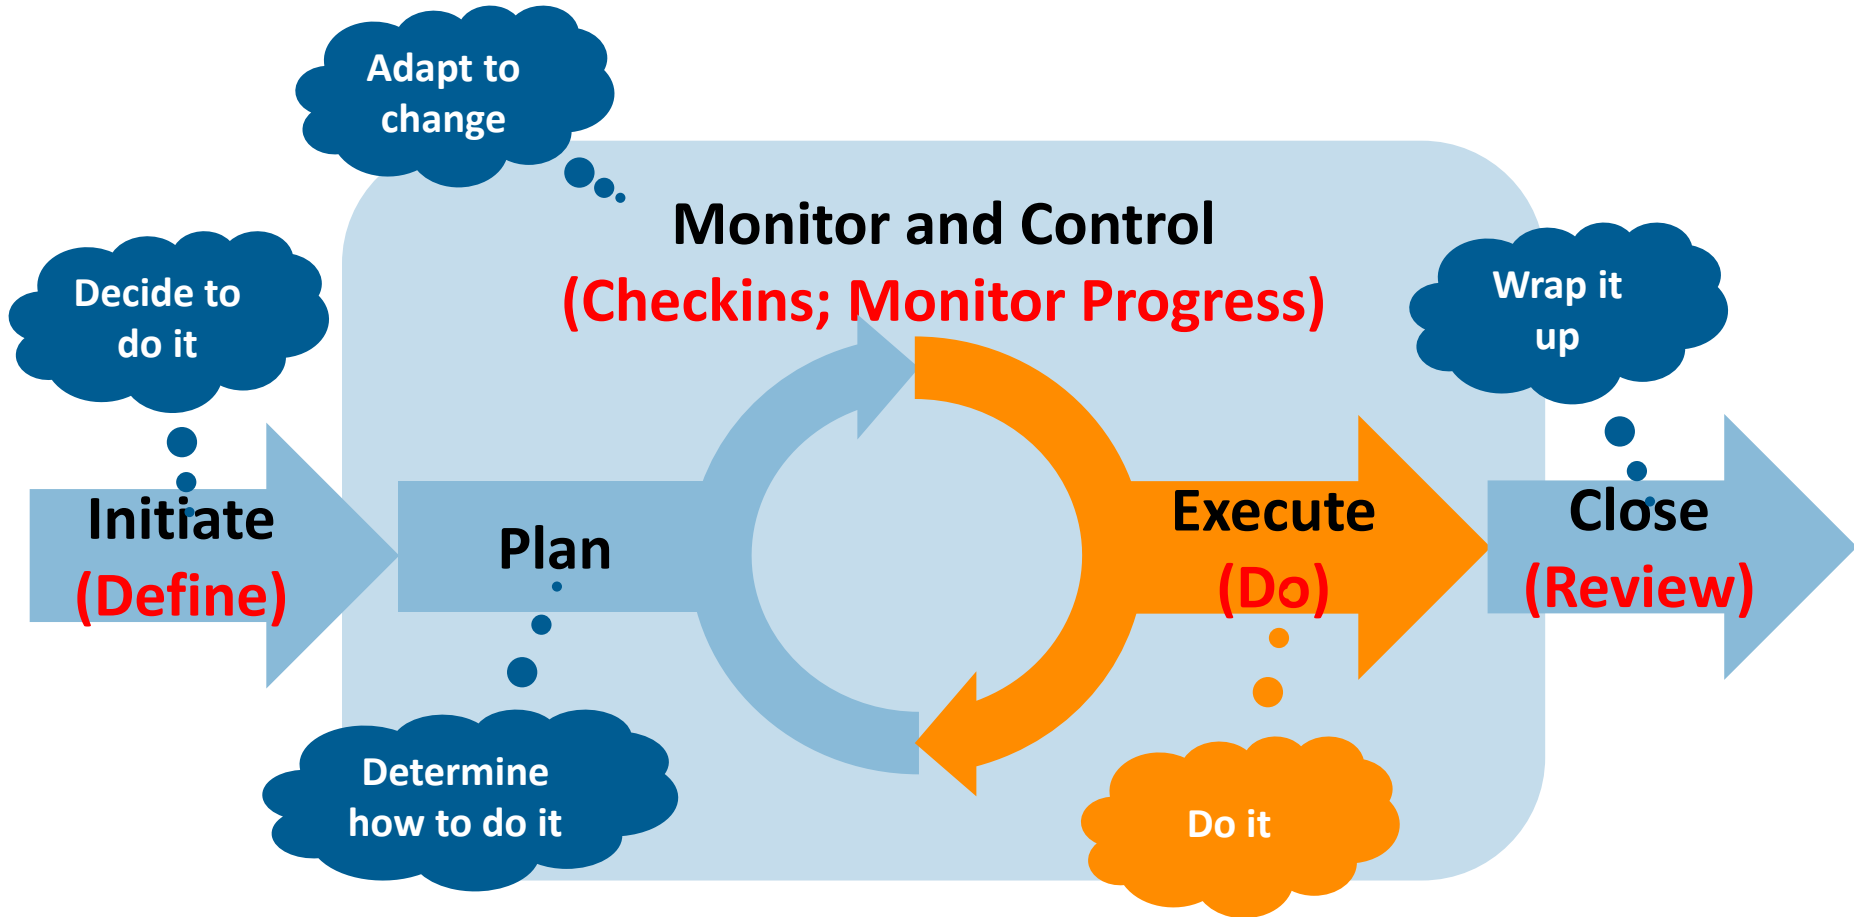 Adapt to
change
Monitor and Control
(Checkins; Monitor Progress)
Decide to
do it
Wrap it
up
Initiate
(Define)
Plan
Execute
(Do)
Close
(Review)
Determine
how to do it
Do it